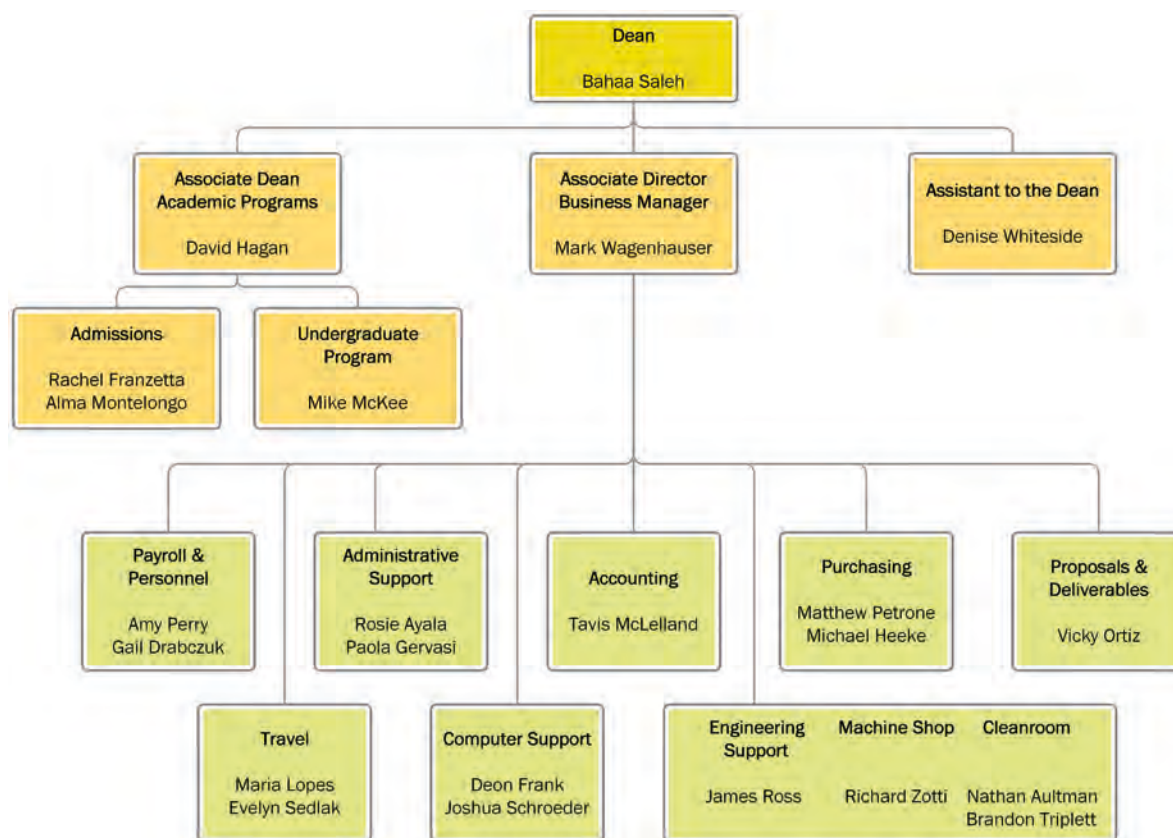 Dean
Bahaa Saleh
Associate Dean
Academic Programs
David Hagan
Associate Director
Business Manager
Mark Wagenhauser
Assistant to the Dean
Denise Whiteside
Admissions
Rachel Franzetta
Alma Montelongo
Undergraduate
Program
Mike McKee
Payroll &
Personnel
Amy Perry
Gail Drabczuk
Administrative
Support
Rosie Ayala
Paola Gervasi
Accounting
Tavis McLelland
Purchasing
Matthew Petrone
Michael Heeke
Proposals &
Deliverables
Vicky Ortiz
Travel
Maria Lopes
Evelyn Sedlak
Computer Support
Deon Frank
Joshua Schroeder
Engineering
Support
James Ross
Machine Shop
Richard Zotti
Cleanroom
Nathan Aultman
Brandon Triplett